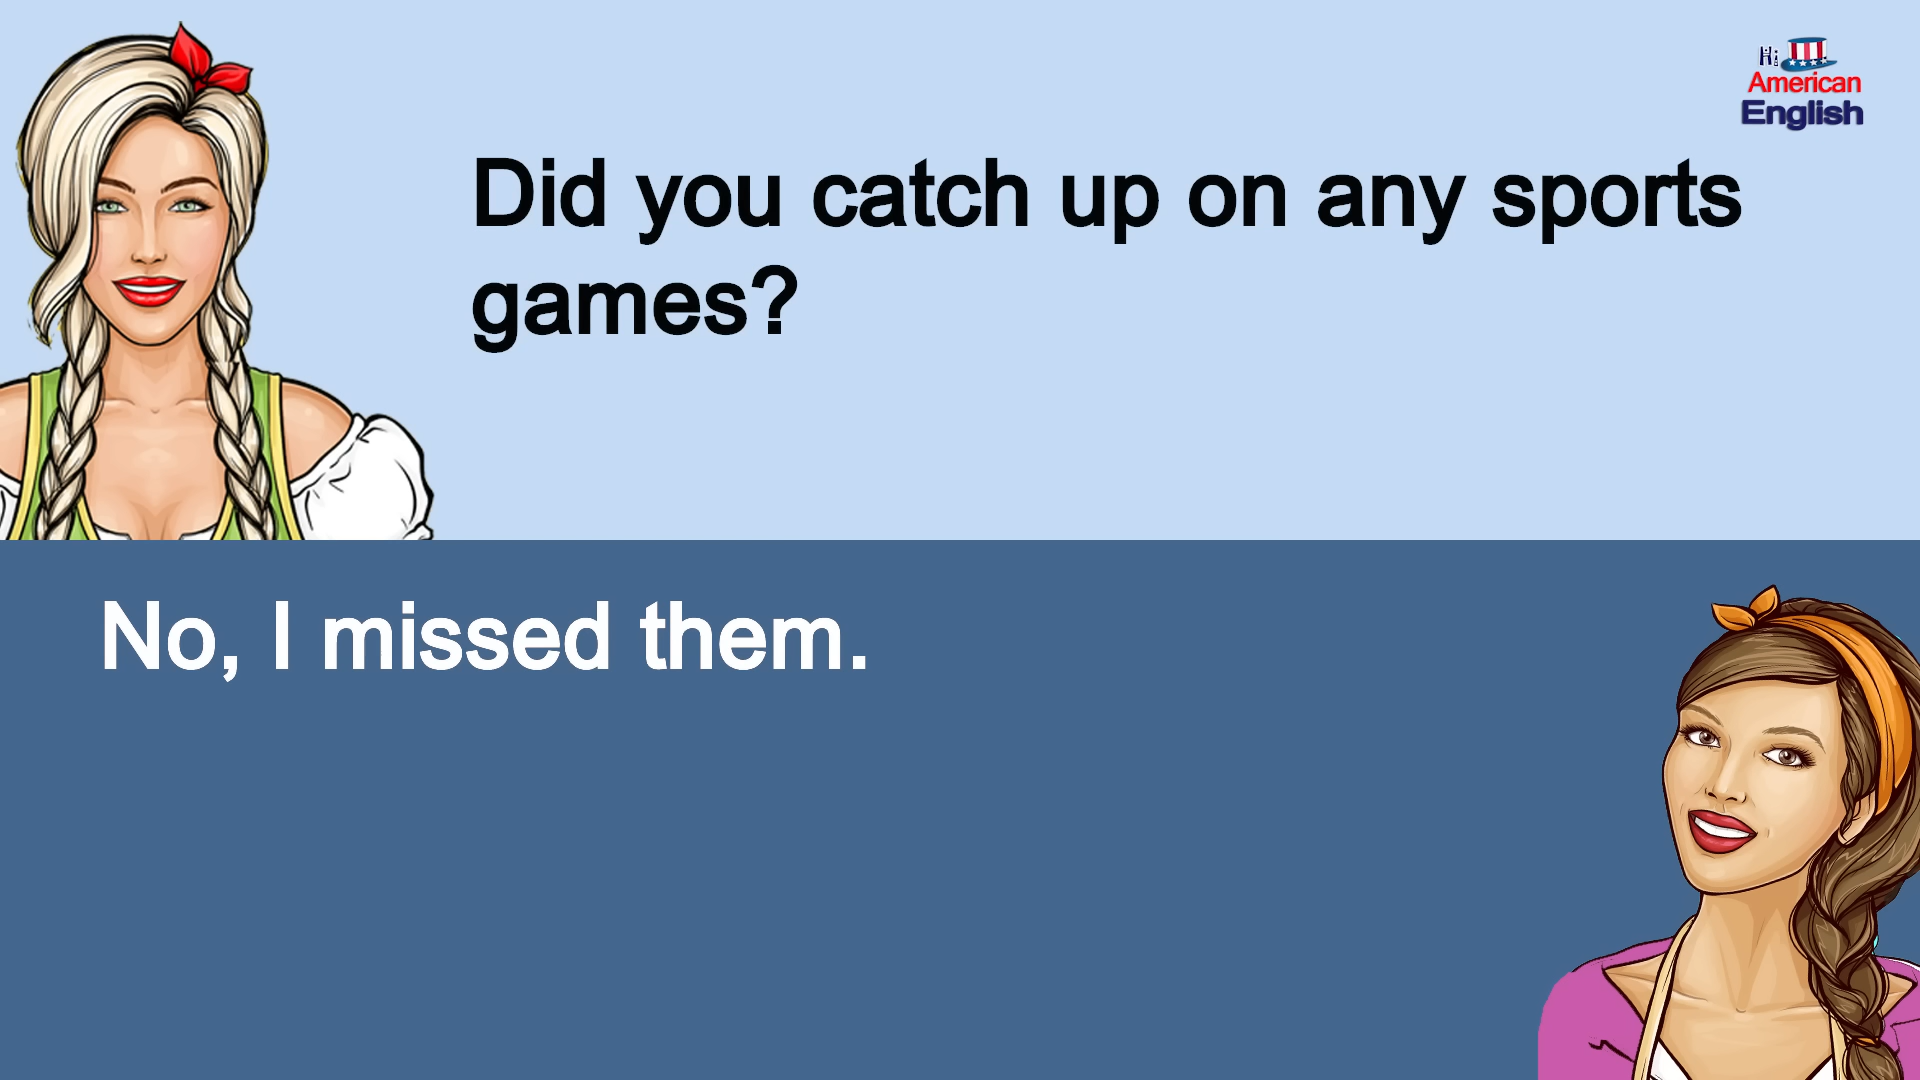 Hi
American
English
Did you catch up on any sports
games?
No, I missed them.